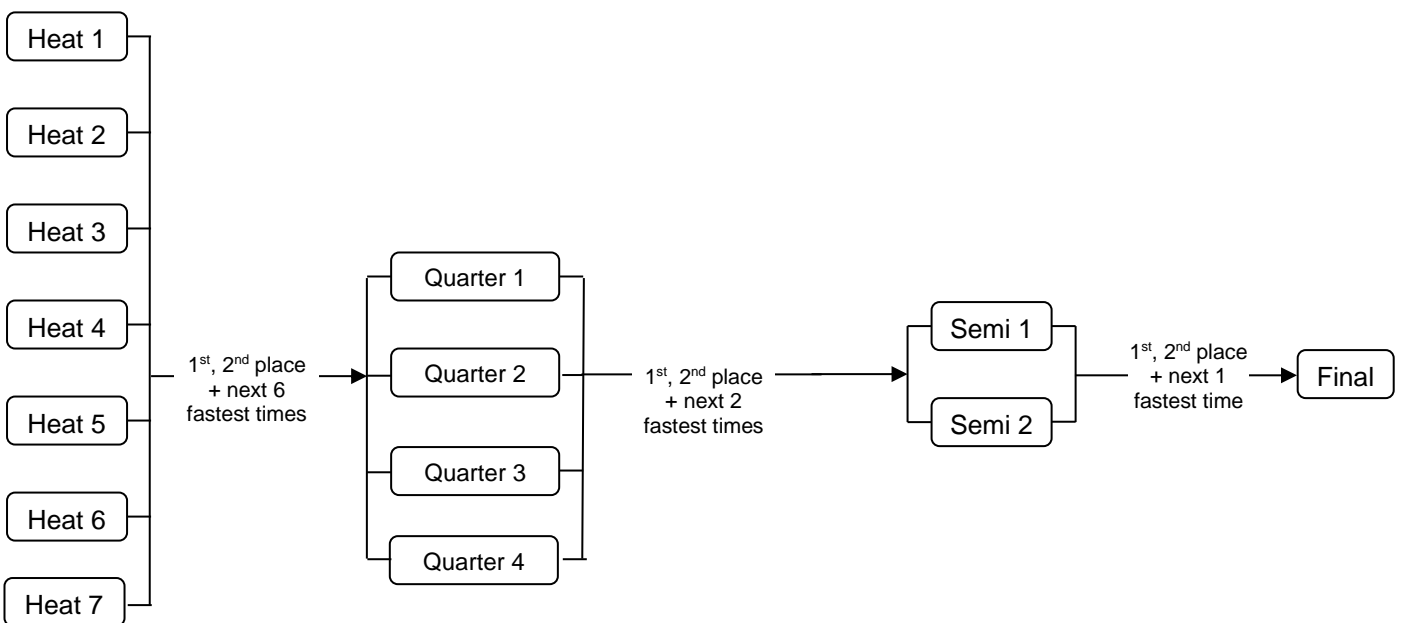 Heat 1
Heat 2
Heat 3
Heat 4
Heat 5
Heat 6
Heat 7
1st, 2nd place
+ next 6
fastest times
Quarter 1
Quarter 2
Quarter 3
Quarter 4
1st, 2nd place
+ next 2
fastest times
Semi 1
Semi 2
1st, 2nd place
+ next 1
fastest time
Final